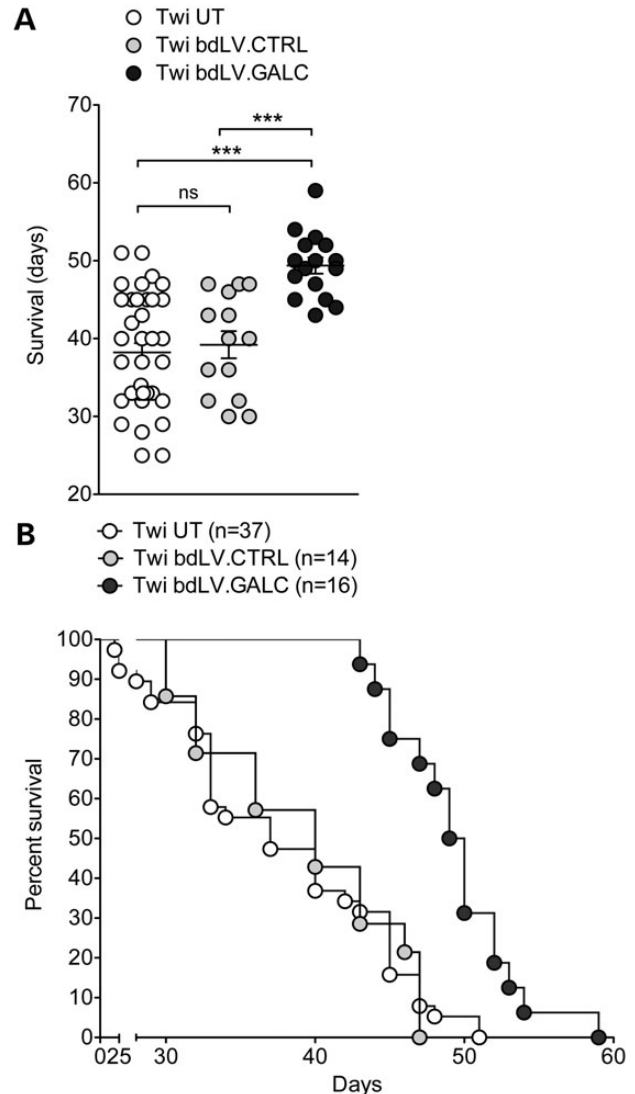 A
Twi UT
Twi bdLV.CTRL
Twi bdLV.GALC
70
60
50
40
30
20
Survival (days)
***
***
ns
B
Twi UT (n=37)
Twi bdLV.CTRL (n=14)
Twi bdLV.GALC (n=16)
100
90
80
70
60
50
40
30
20
10
0
Percent survival
025 30 40 50 60
Days